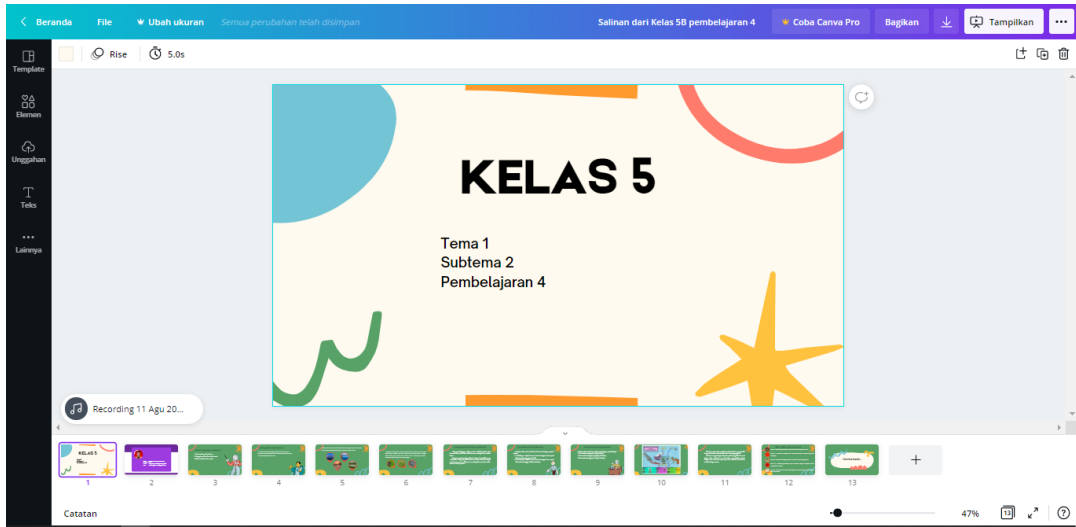 Beranda File Ubah ukuran Semua perubahan telah disimpan Salinan dari Kelas 5B pembelajaran 4 Coba Canva Pro Bagikan Tampilkan
Template
Rise 5.0s
Elemen
Unggahan
Teks
Lainnya
KELAS 5
Tema 1
Subtema 2
Pembelajaran 4
Recording 11 Agu 20...
KELAS 5
1 2 3 4 5 6 7 8 9 10 11 12 13
Catatan
47% 13